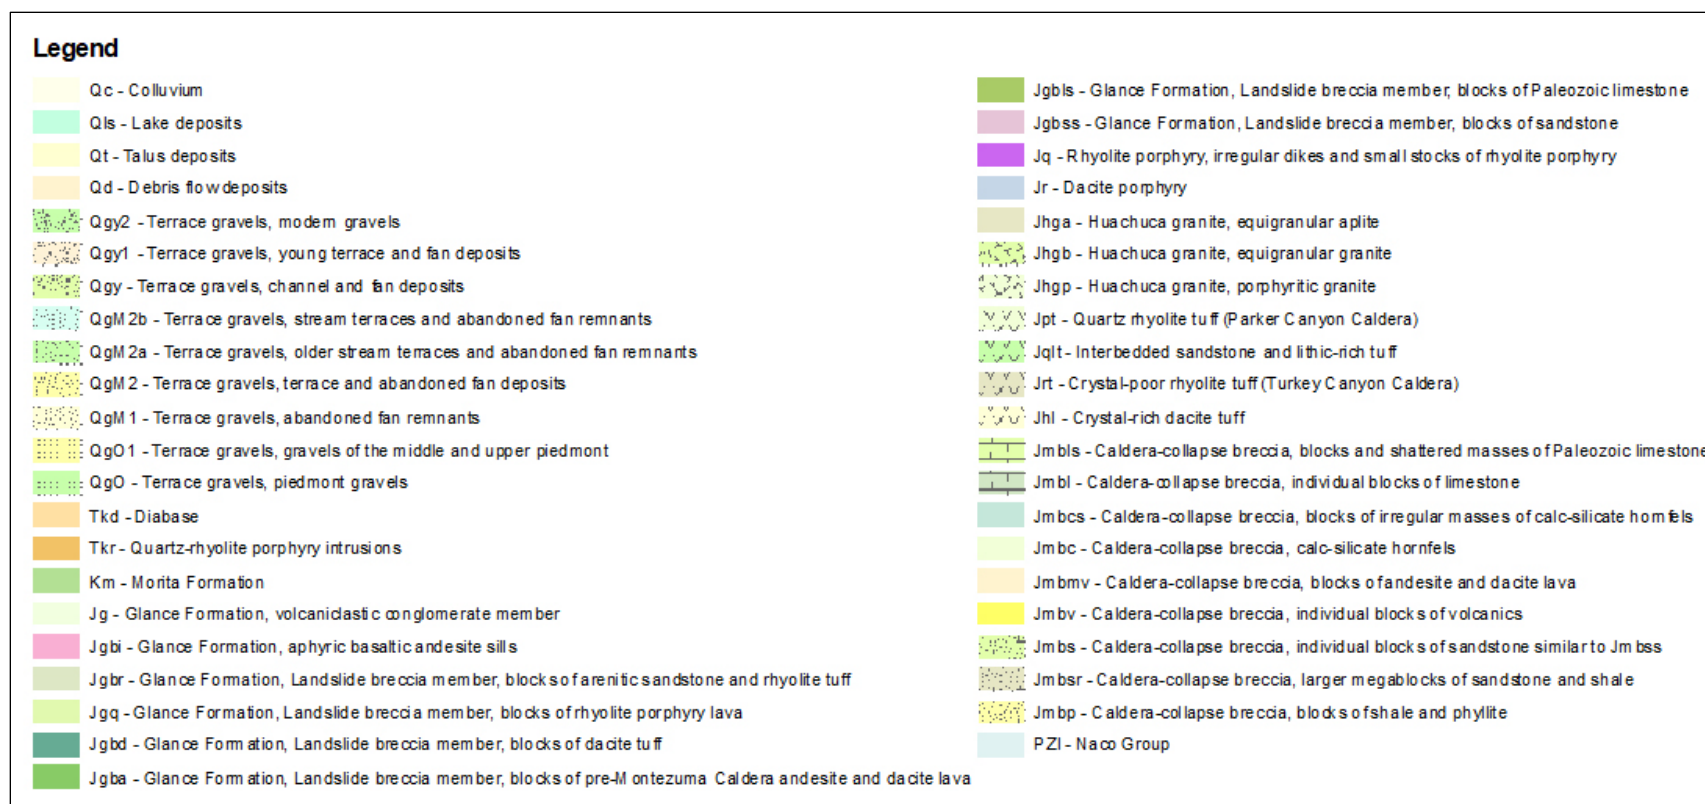 Legend
Qc - Colluvium
Qls - Lake deposits
Qt - Talus deposits
Qd - Debris flow deposits
Qgy2 - Terrace gravels, modern gravels
Qgy1 - Terrace gravels, young terrace and fan deposits
Qgy - Terrace gravels, channel and fan deposits
QgM2b - Terrace gravels, stream terraces and abandoned fan remnants
QgM2a - Terrace gravels, older stream terraces and abandoned fan remnants
QgM2 - Terrace gravels, terrace and abandoned fan deposits
QgM1 - Terrace gravels, abandoned fan remnants
QgO1 - Terrace gravels, gravels of the middle and upper piedmont
QgO - Terrace gravels, piedmont gravels
Tkd - Diabase
Tkr - Quartz-rhyolite porphyry intrusions
Km - Morita Formation
Jg - Glance Formation, volcaniclastic conglomerate member
Jgbi - Glance Formation, aphyric basaltic andesite sills
Jgbr - Glance Formation, Landslide breccia member, blocks of arenitic sandstone and rhyolite tuff
Jgq - Glance Formation, Landslide breccia member, blocks of rhyolite porphyry lava
Jgbd - Glance Formation, Landslide breccia member, blocks of dacite tuff
Jgba - Glance Formation, Landslide breccia member, blocks of pre-Montezuma Caldera andesite and dacite lava
Jgbls - Glance Formation, Landslide breccia member, blocks of Paleozoic limestone
Jgbss - Glance Formation, Landslide breccia member, blocks of sandstone
Jq - Rhyolite porphyry, irregular dikes and small stocks of rhyolite porphyry
Jr - Dacite porphyry
Jhga - Huachuca granite, equigranular aplite
Jhgb - Huachuca granite, equigranular granite
Jhgp - Huachuca granite, porphyritic granite
Jpt - Quartz rhyolite tuff (Parker Canyon Caldera)
Jqlt - Interbedded sandstone and lithic-rich tuff
Jrt - Crystal-poor rhyolite tuff (Turkey Canyon Caldera)
Jhl - Crystal-rich dacite tuff
Jmbls - Caldera-collapse breccia, blocks and shattered masses of Paleozoic limestone
Jmbl - Caldera-collapse breccia, individual blocks of limestone
Jmbcs - Caldera-collapse breccia, blocks of irregular masses of calc-silicate hornfels
Jmbc - Caldera-collapse breccia, calc-silicate hornfels
Jmbmv - Caldera-collapse breccia, blocks of andesite and dacite lava
Jmbv - Caldera-collapse breccia, individual blocks of volcanics
Jmbs - Caldera-collapse breccia, individual blocks of sandstone similar to Jmbss
Jmbsr - Caldera-collapse breccia, larger megablocks of sandstone and shale
Jmbp - Caldera-collapse breccia, blocks of shale and phyllite
PZl - Naco Group